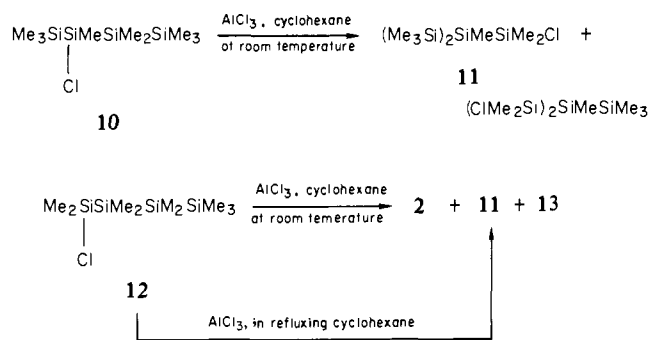 Me3SiSiMeSiMe2SiMe3
Cl
10
AlCl3, cyclohexane
at room temperature
(Me3Si)2SiMeSiMe2Cl +
11
(ClMe2Si)2SiMeSiMe3
Me2SiSiMe2SiM2SiMe3
Cl
12
AlCl3, cyclohexane
at room temerature
2 + 11 + 13
AlCl3, in refluxing cyclohexane